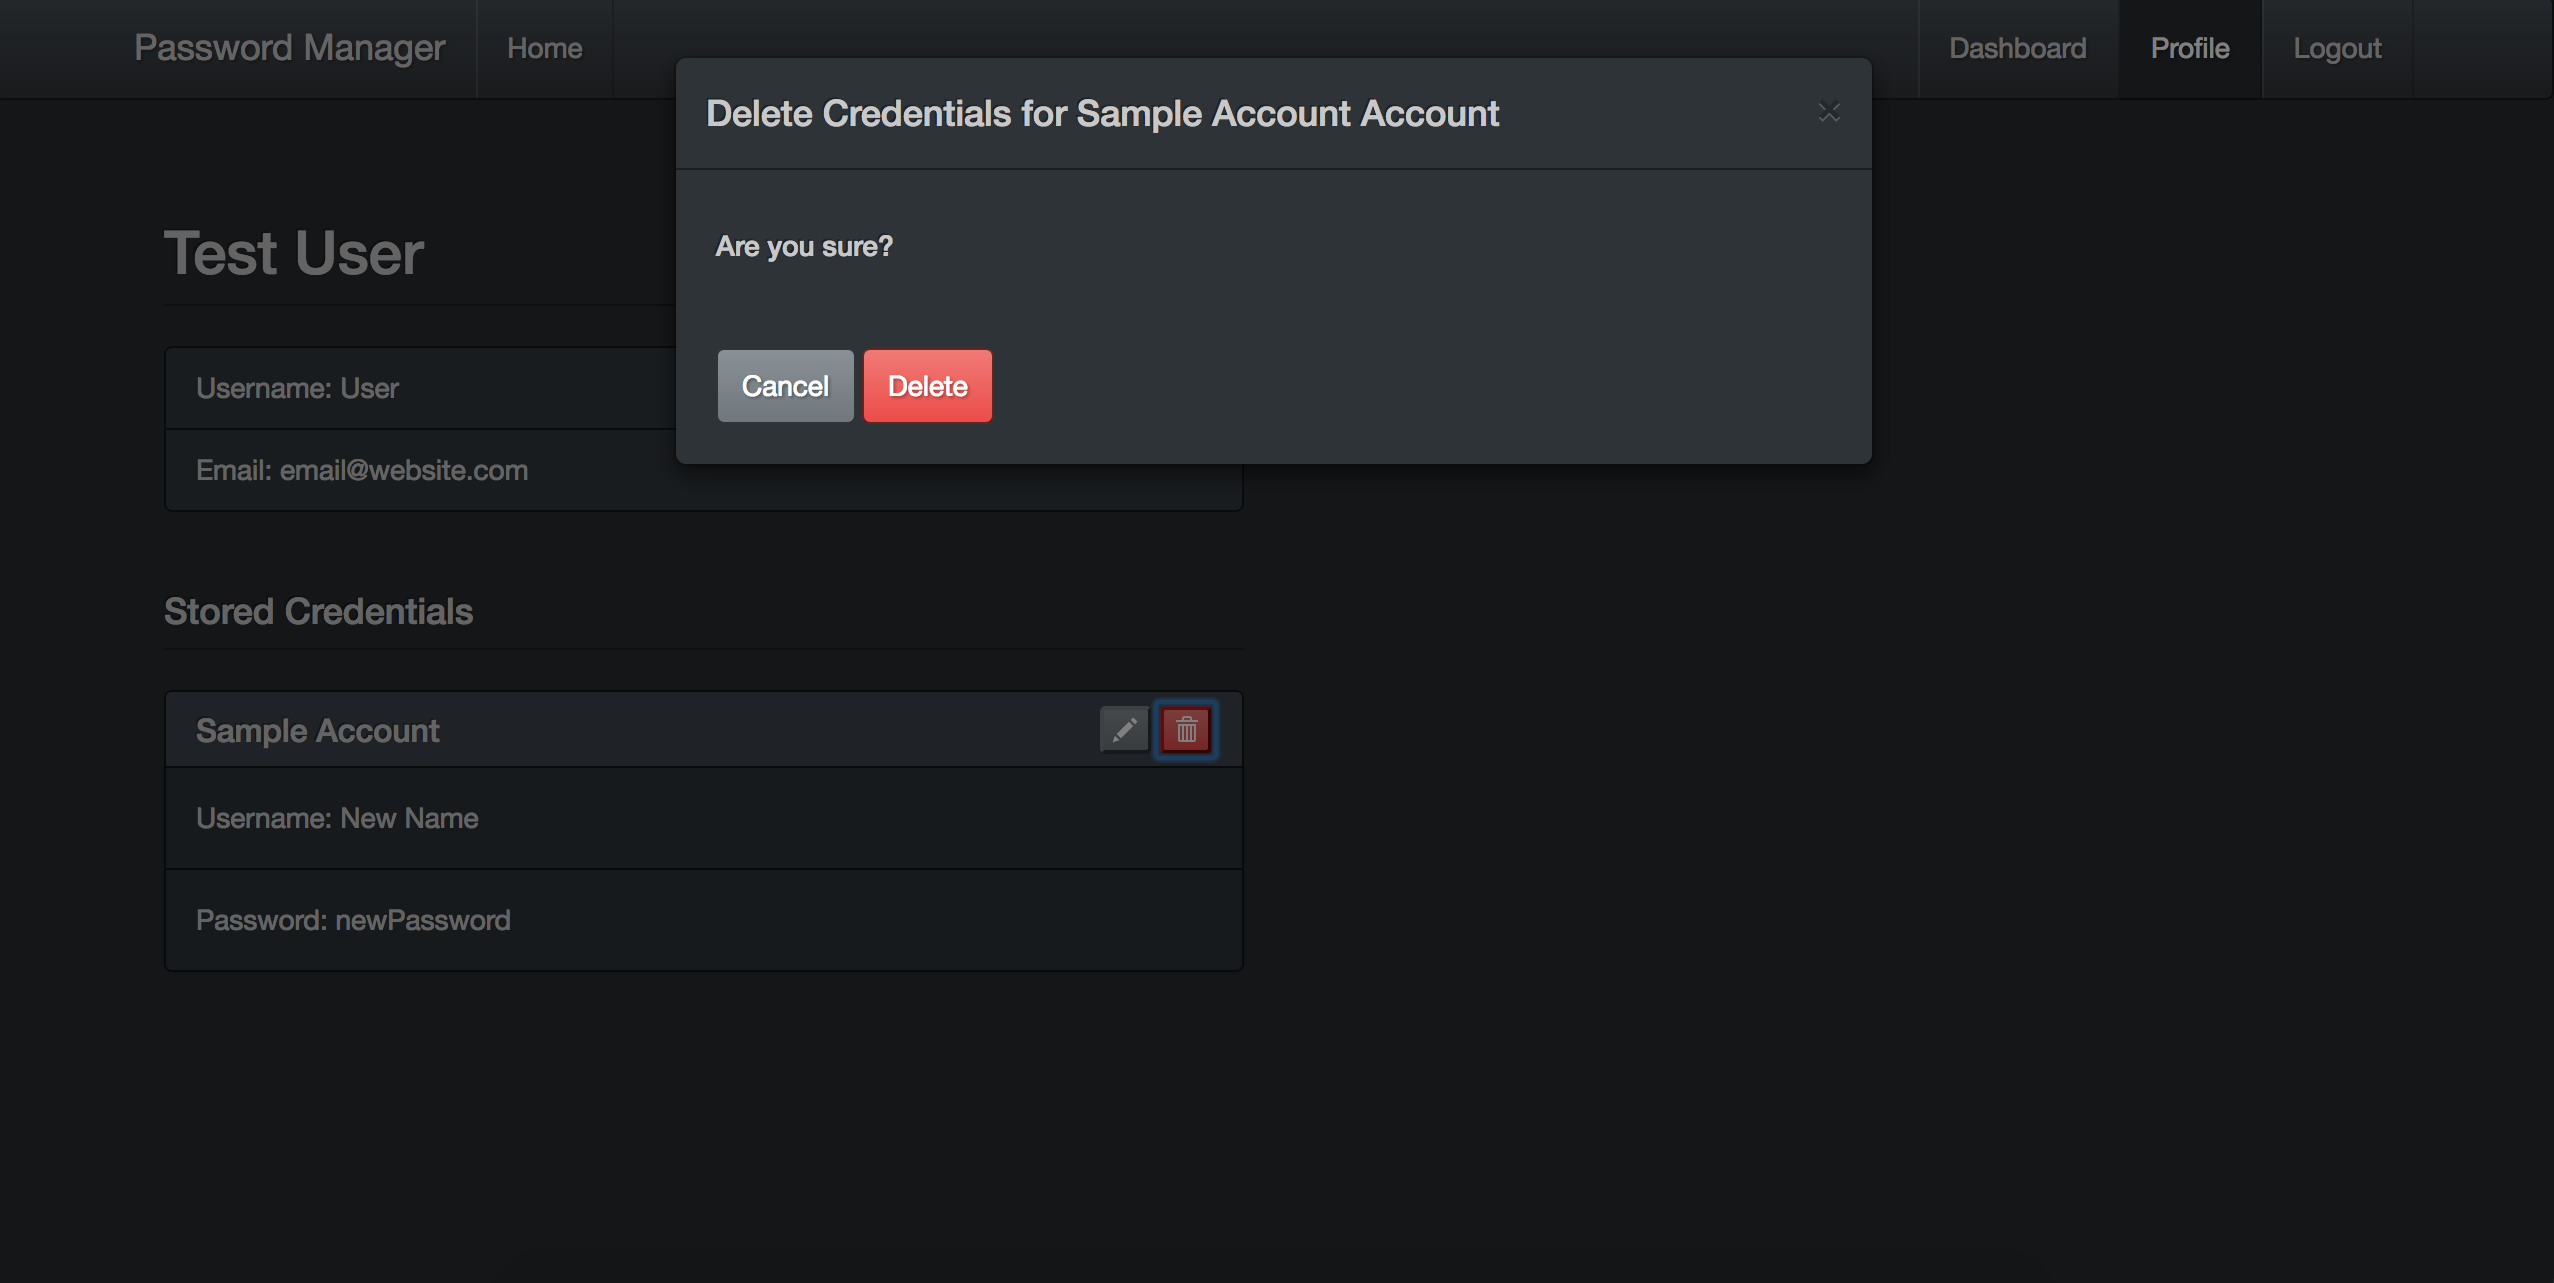 Password Manager
Home
Dashboard
Profile
Logout
Delete Credentials for Sample Account Account
Are you sure?
Cancel
Delete
Test User
Username: User
Email: email@website.com
Stored Credentials
Sample Account
Username: New Name
Password: newPassword